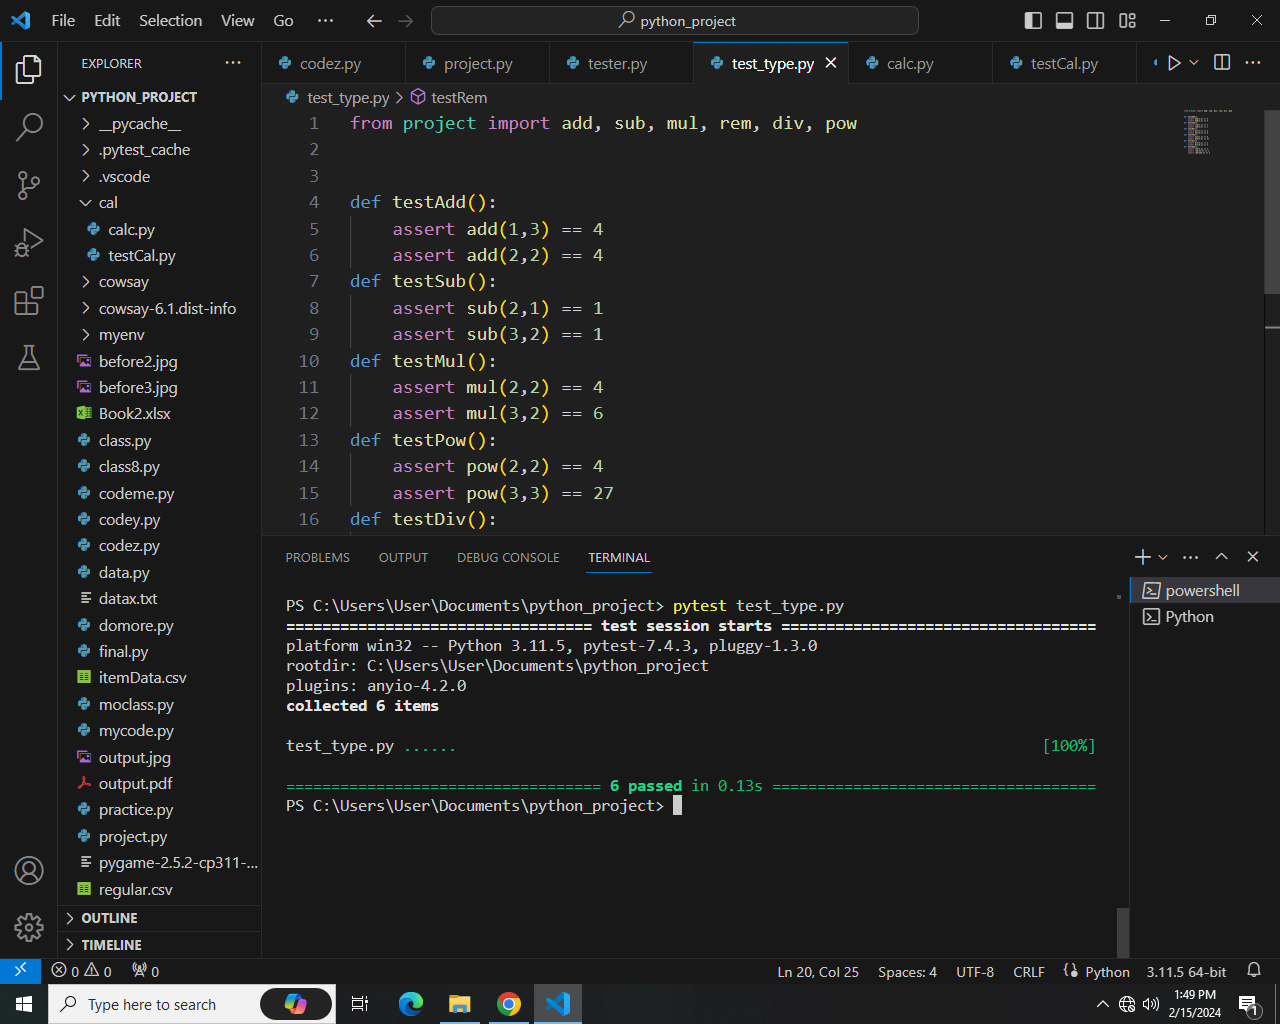 File Edit Selection View Go ··· python_project
EXPLORER ···
codez.py project.py tester.py test_type.py calc.py testCal.py ···
PYTHON_PROJECT
__pycache__
.pytest_cache
.vscode
cal
calc.py
testCal.py
cowsay
cowsay-6.1.dist-info
myenv
before2.jpg
before3.jpg
Book2.xlsx
class.py
class8.py
codeme.py
codey.py
codez.py
data.py
datax.txt
domore.py
final.py
itemData.csv
moclass.py
mycode.py
output.jpg
output.pdf
practice.py
project.py
pygame-2.5.2-cp311-...
regular.csv
OUTLINE
TIMELINE
test_type.py > testRem
1 from project import add, sub, mul, rem, div, pow
2
3
4 def testAdd():
5 assert add(1,3) == 4
6 assert add(2,2) == 4
7 def testSub():
8 assert sub(2,1) == 1
9 assert sub(3,2) == 1
10 def testMul():
11 assert mul(2,2) == 4
12 assert mul(3,2) == 6
13 def testPow():
14 assert pow(2,2) == 4
15 assert pow(3,3) == 27
16 def testDiv():
PROBLEMS OUTPUT DEBUG CONSOLE TERMINAL ···
powershell
Python
PS C:\Users\User\Documents\python_project> pytest test_type.py
================================== test session starts ===================================
platform win32 -- Python 3.11.5, pytest-7.4.3, pluggy-1.3.0
rootdir: C:\Users\User\Documents\python_project
plugins: anyio-4.2.0
collected 6 items
test_type.py ...... [100%]
=================================== 6 passed in 0.13s ====================================
PS C:\Users\User\Documents\python_project>
0 0 0 Ln 20, Col 25 Spaces: 4 UTF-8 CRLF Python 3.11.5 64-bit
Type here to search
1:49 PM
2/15/2024
1